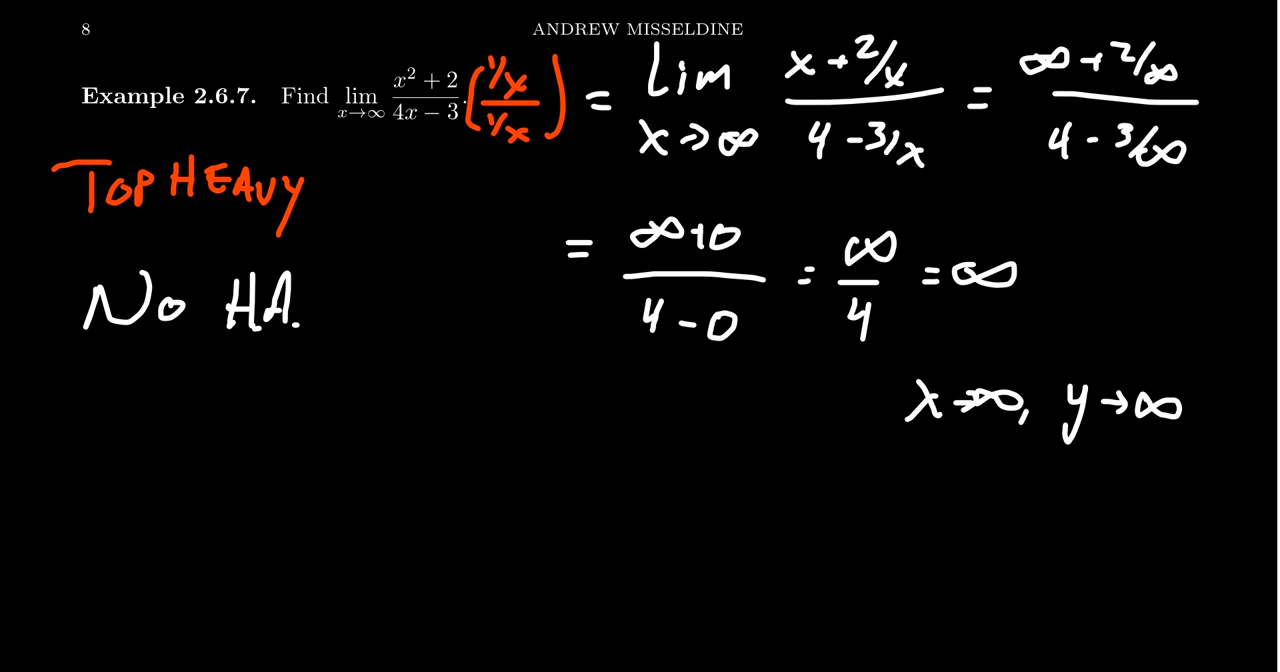 8 ANDREW MISSELDINE
Example 2.6.7. Find lim x→∞ (x² + 2)/(4x − 3). ((1/x)/(1/x)) = lim x→∞ (x + 2/x)/(4 − 3/x) = (∞ + 2/∞)/(4 − 3/∞)
TOP HEAVY
= (∞+0)/(4 − 0) = ∞/4 = ∞
No HA.
x→∞, y→∞